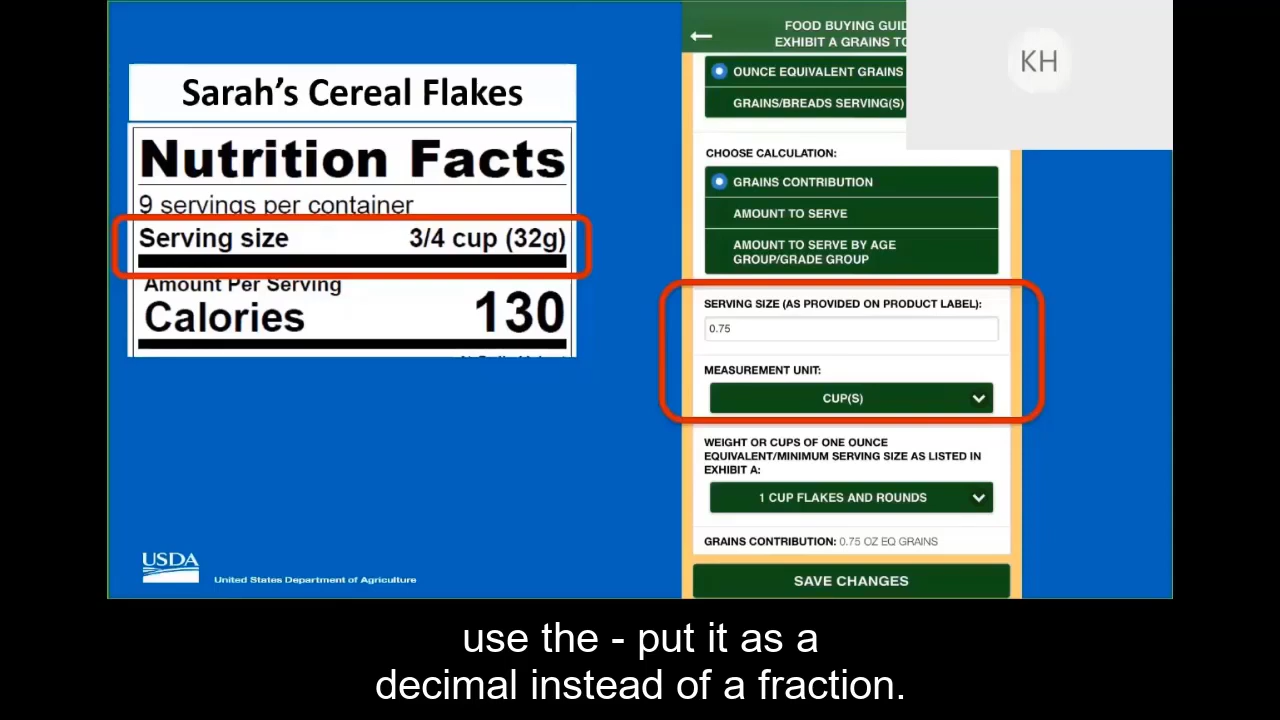 Sarah's Cereal Flakes
Nutrition Facts
9 servings per container
Serving size 3/4 cup (32g)
Amount Per Serving
Calories 130
USDA
United States Department of Agriculture
FOOD BUYING
EXHIBIT A GRAINS
OUNCE EQUIVALENT GRAINS
GRAINS/BREADS SERVING(S)
KH
CHOOSE CALCULATION:
GRAINS CONTRIBUTION
AMOUNT TO SERVE
AMOUNT TO SERVE BY AGE
GROUP/GRADE GROUP
SERVING SIZE (AS PROVIDED ON PRODUCT LABEL):
0.75
MEASUREMENT UNIT:
CUP(S)
WEIGHT OR CUPS OF ONE OUNCE
EQUIVALENT/MINIMUM SERVING SIZE AS LISTED IN
EXHIBIT A:
1 CUP FLAKES AND ROUNDS
GRAINS CONTRIBUTION: 0.75 OZ EQ GRAINS
SAVE CHANGES
use the - put it as a
decimal instead of a fraction.